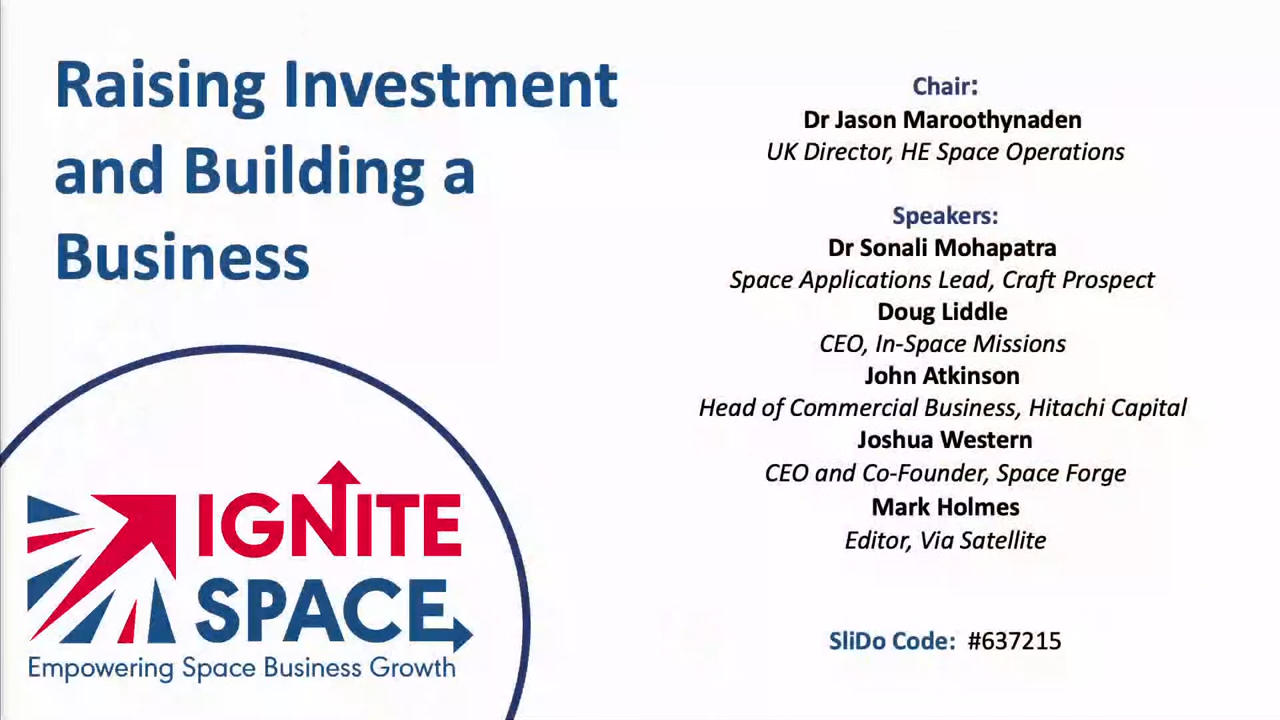 Raising Investment
and Building a
Business
Chair:
Dr Jason Maroothynaden
UK Director, HE Space Operations
Speakers:
Dr Sonali Mohapatra
Space Applications Lead, Craft Prospect
Doug Liddle
CEO, In-Space Missions
John Atkinson
Head of Commercial Business, Hitachi Capital
Joshua Western
CEO and Co-Founder, Space Forge
Mark Holmes
Editor, Via Satellite
SliDo Code: #637215
IGNITE
SPACE
Empowering Space Business Growth